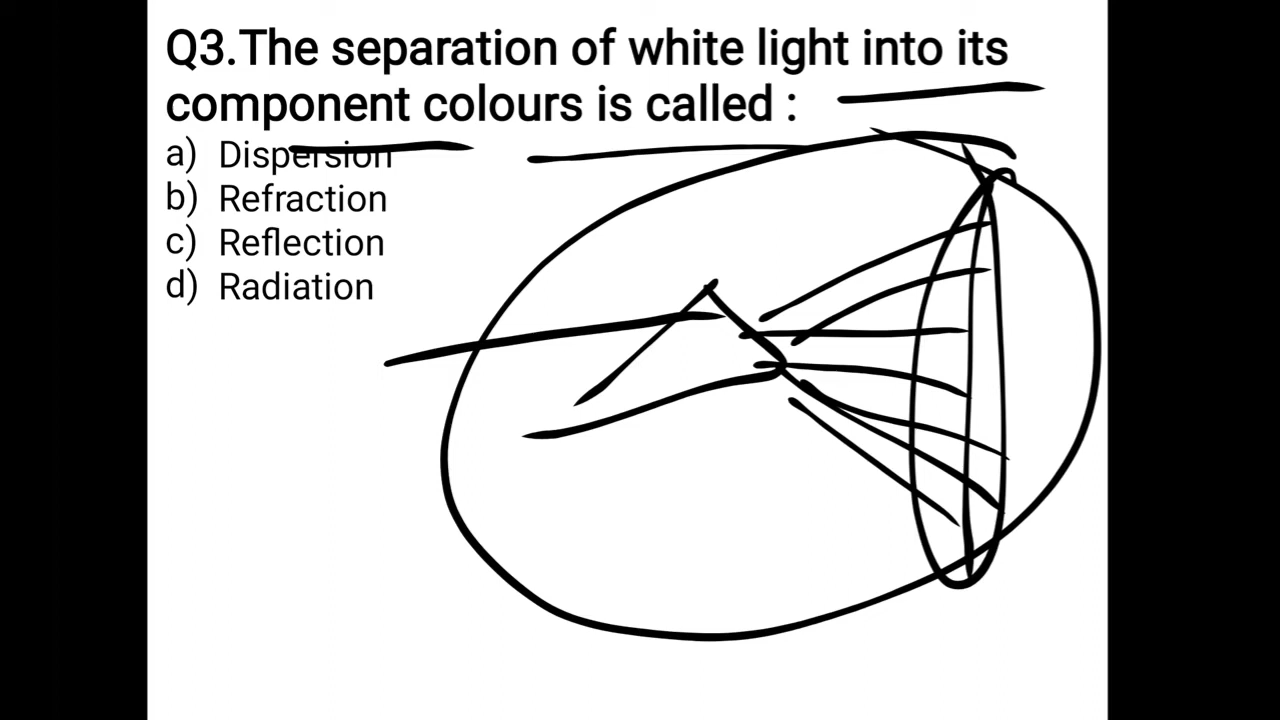 Q3.The separation of white light into its
component colours is called :
a) Dispersion
b) Refraction
c) Reflection
d) Radiation